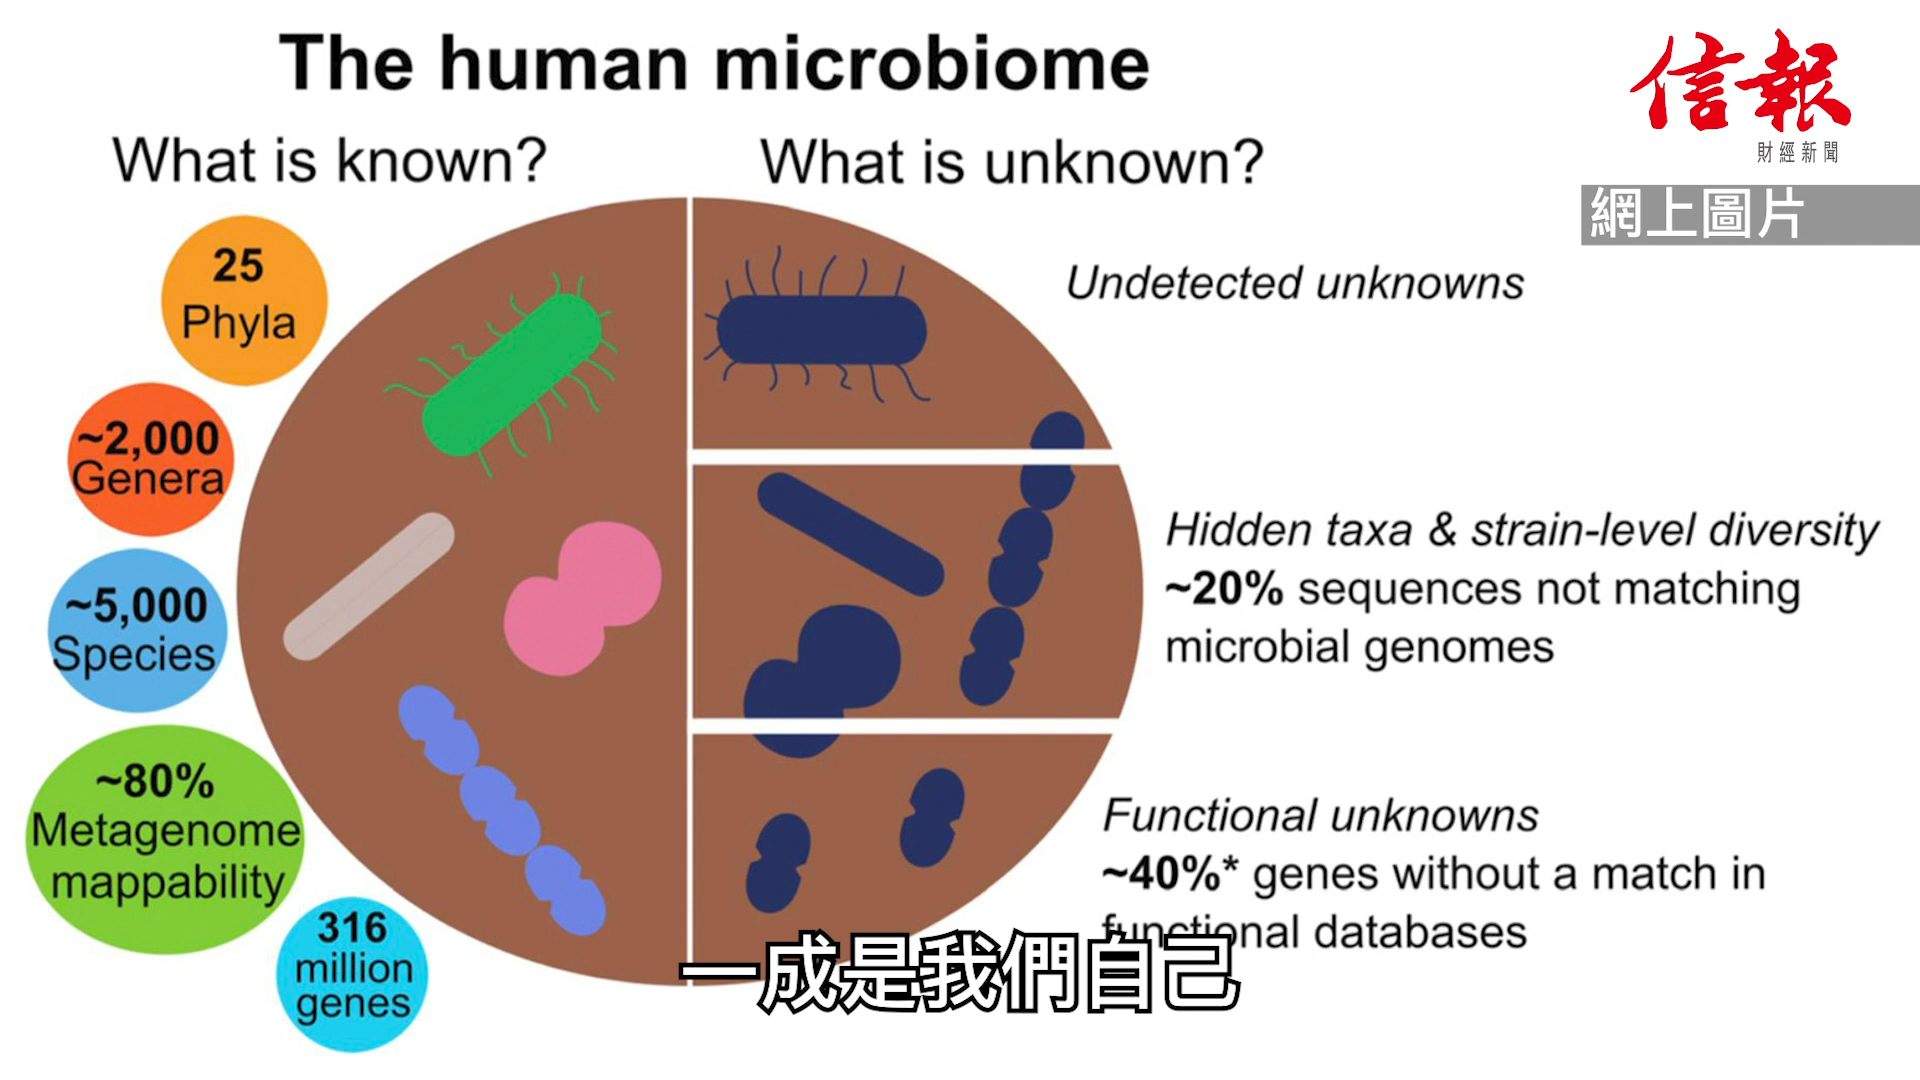 The human microbiome
信報
財經新聞
網上圖片
What is known?
What is unknown?
25
Phyla
~2,000
Genera
~5,000
Species
~80%
Metagenome
mappability
316
million
genes
Undetected unknowns
Hidden taxa & strain-level diversity
~20% sequences not matching
microbial genomes
Functional unknowns
~40%* genes without a match in
functional databases
一成是我們自己